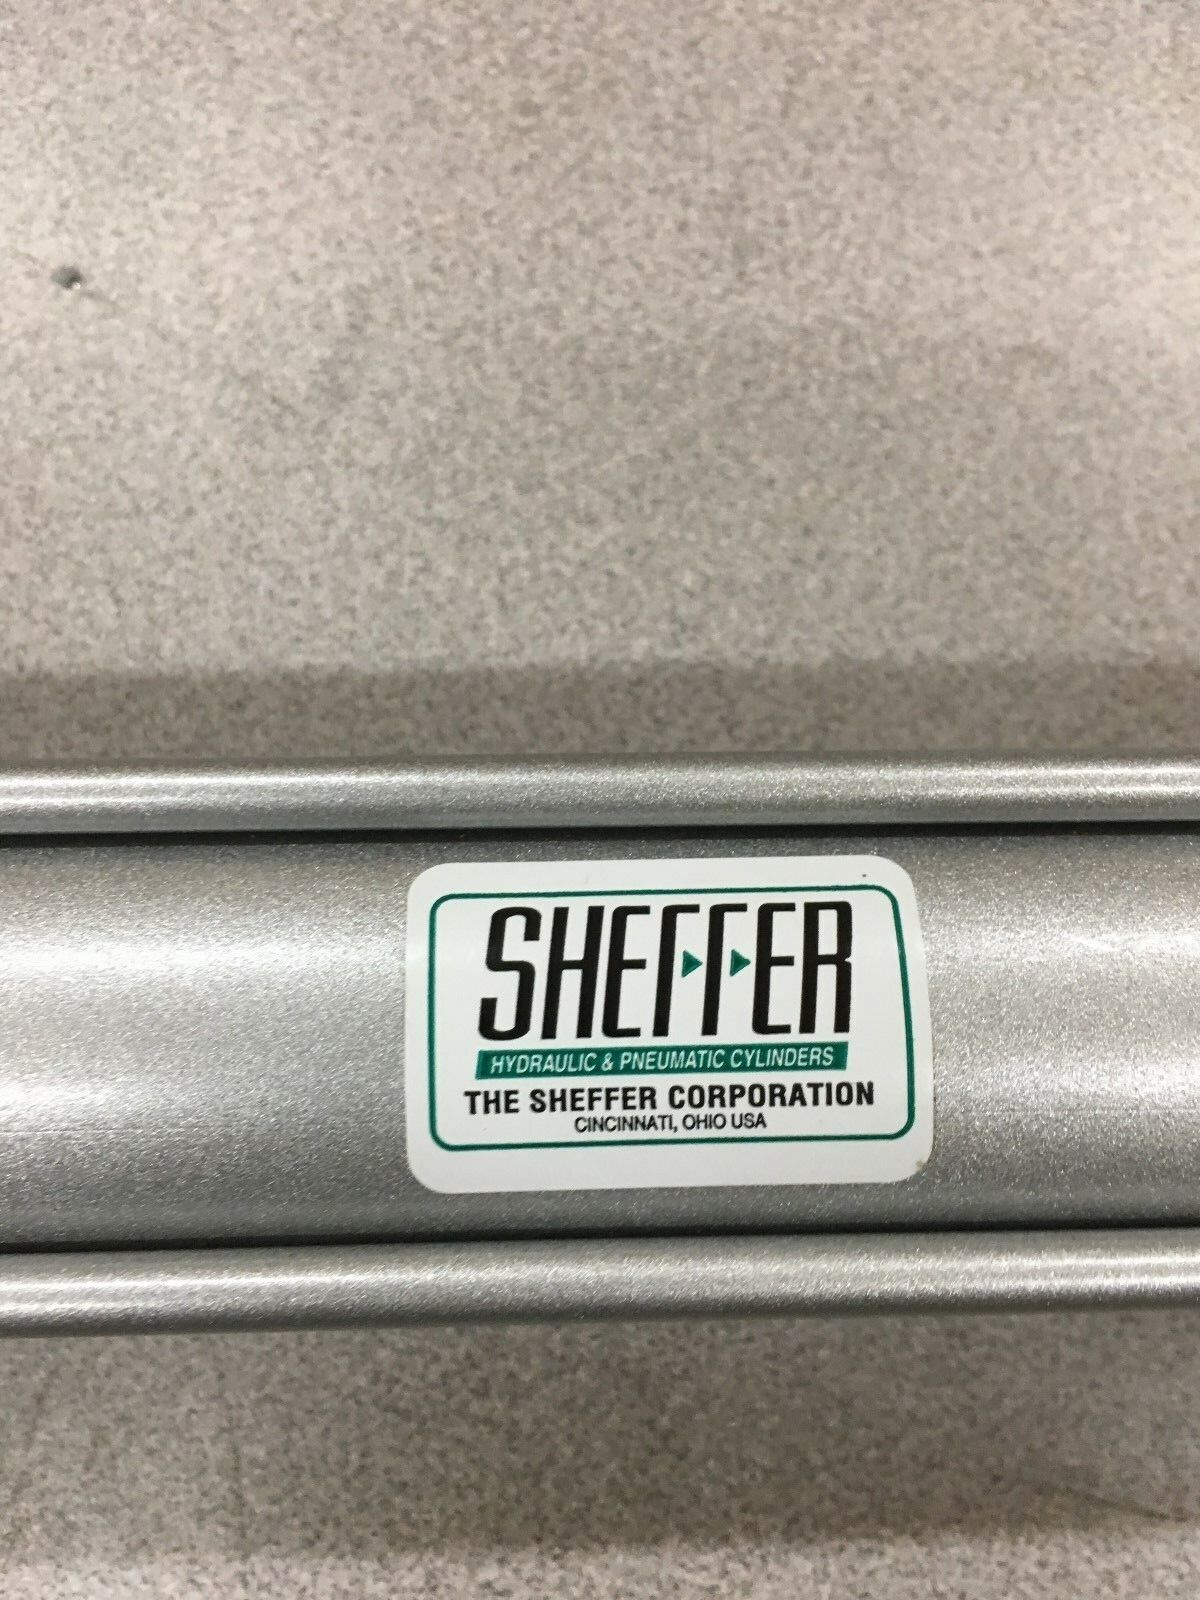 SHEFFER
HYDRAULIC & PNEUMATIC CYLINDERS
THE SHEFFER CORPORATION
CINCINNATI, OHIO USA